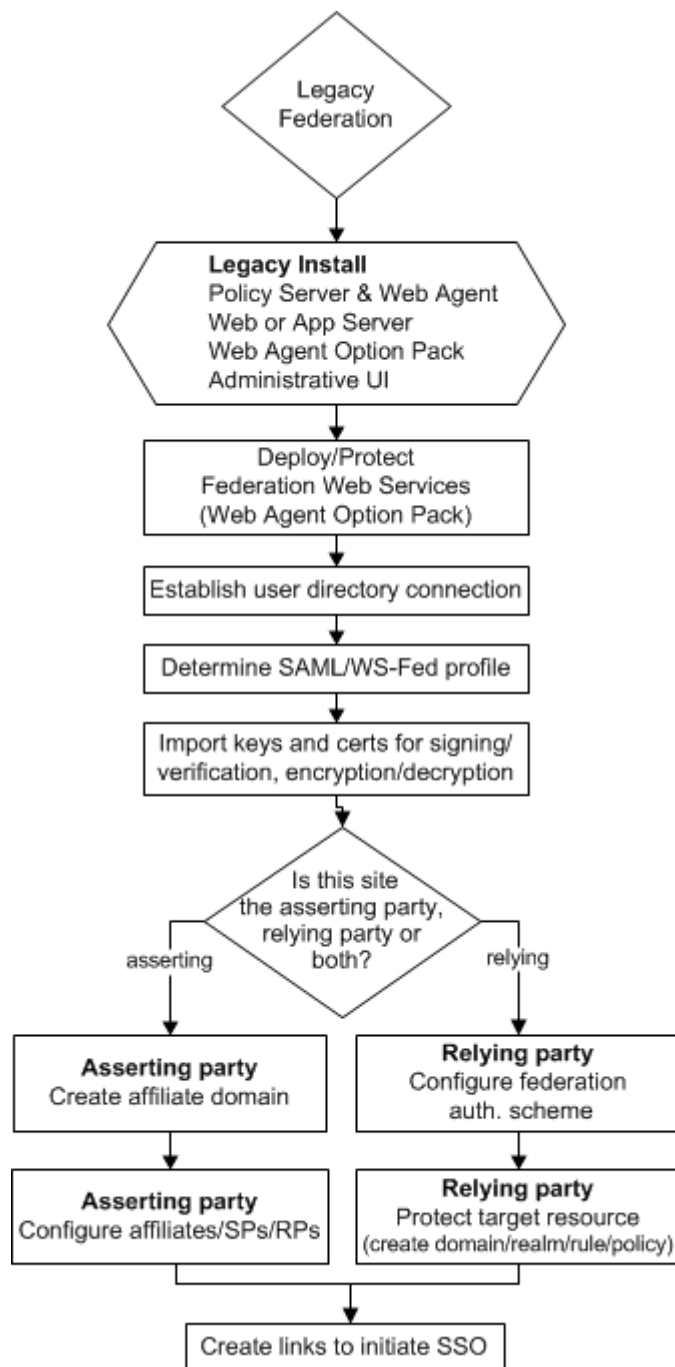 Legacy
Federation
Legacy Install
Policy Server & Web Agent
Web or App Server
Web Agent Option Pack
Administrative UI
Deploy/Protect
Federation Web Services
(Web Agent Option Pack)
Establish user directory connection
Determine SAML/WS-Fed profile
Import keys and certs for signing/
verification, encryption/decryption
Is this site
the asserting party,
relying party or
both?
asserting
relying
Asserting party
Create affiliate domain
Relying party
Configure federation
auth. scheme
Asserting party
Configure affiliates/SPs/RPs
Relying party
Protect target resource
(create domain/realm/rule/policy)
Create links to initiate SSO